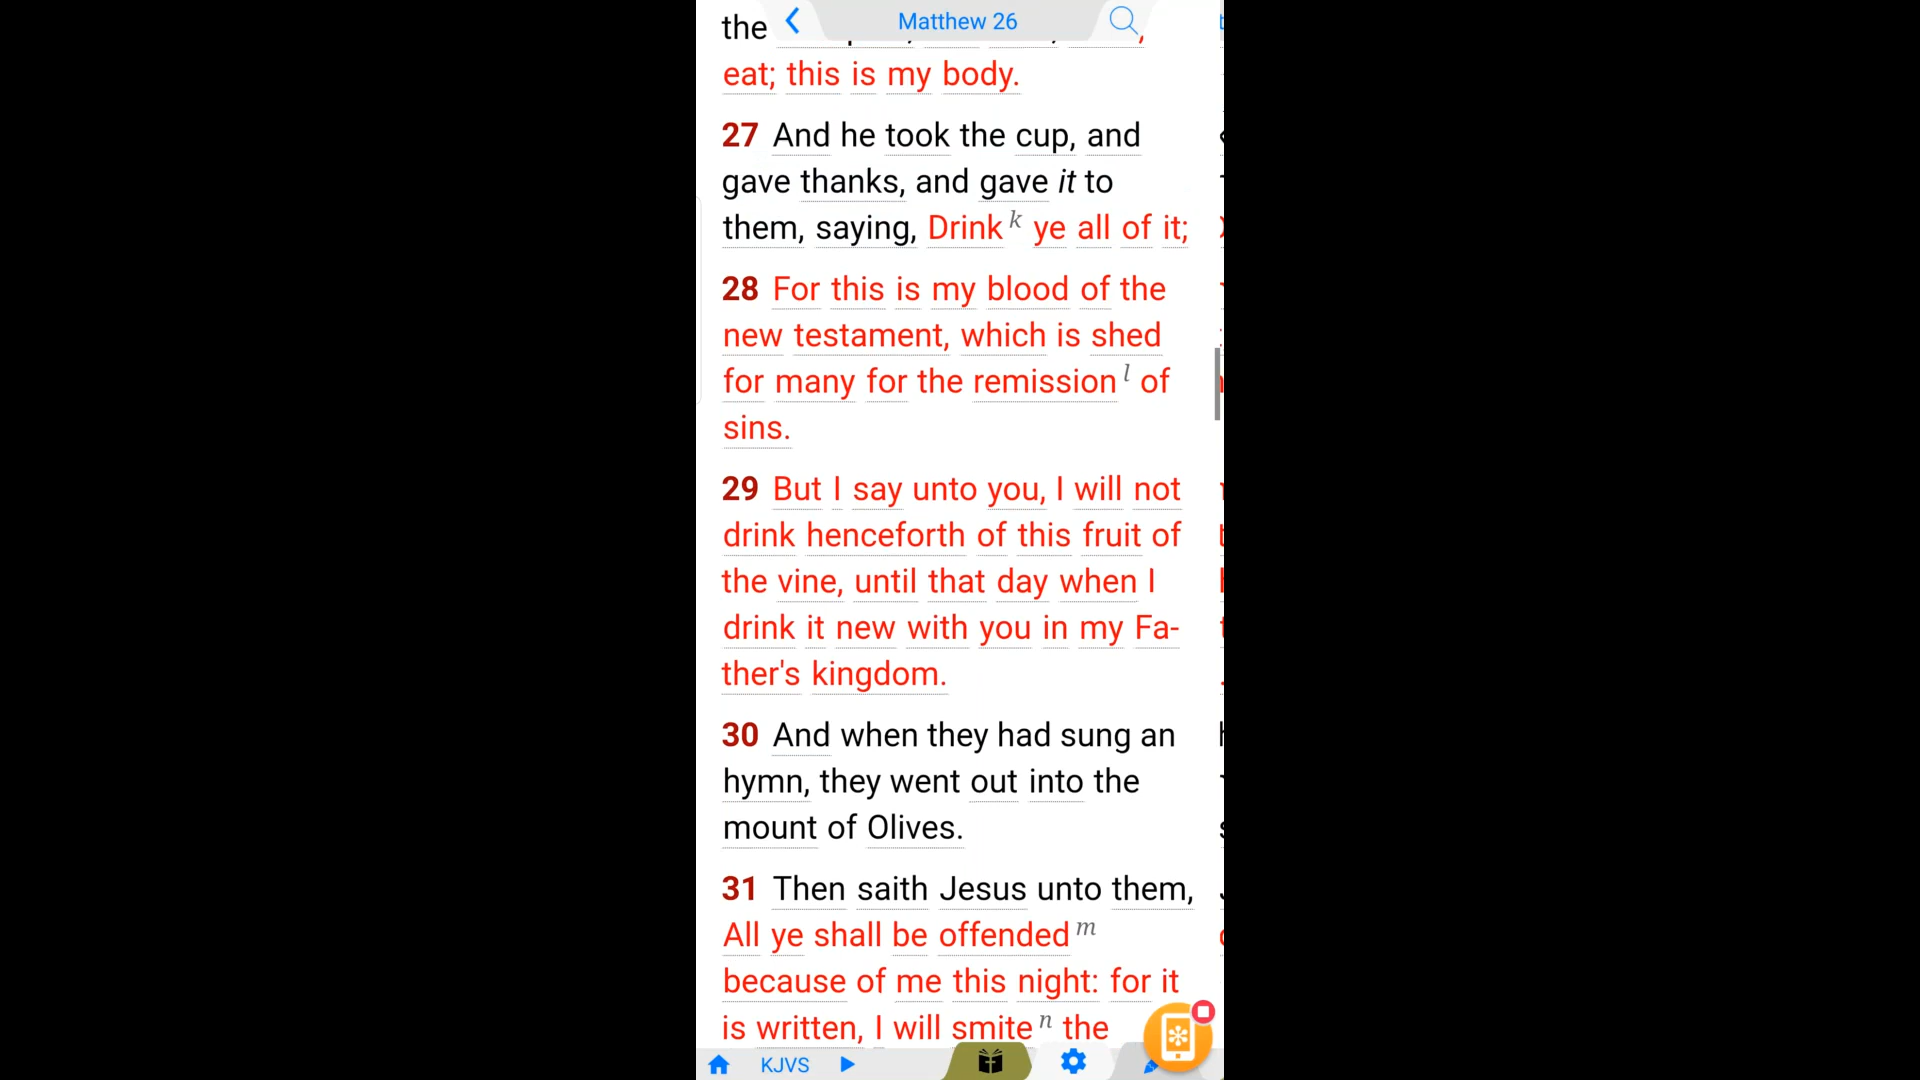 Matthew 26
the
eat; this is my body.
27 And he took the cup, and
gave thanks, and gave it to
them, saying, Drink k ye all of it;
28 For this is my blood of the
new testament, which is shed
for many for the remission l of
sins.
29 But I say unto you, I will not
drink henceforth of this fruit of
the vine, until that day when I
drink it new with you in my Fa-
ther's kingdom.
30 And when they had sung an
hymn, they went out into the
mount of Olives.
31 Then saith Jesus unto them,
All ye shall be offended m
because of me this night: for it
is written, I will smite n the
KJVS